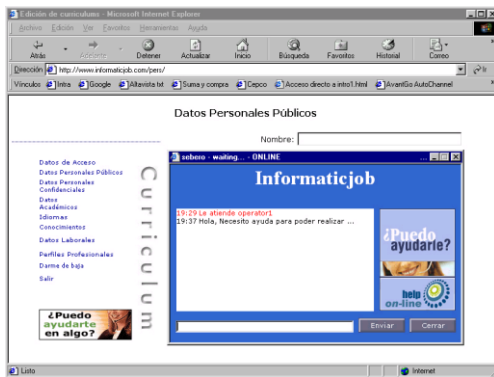 Edición de curiculums - Microsoft Internet Explorer
Archivo Edición Ver Favoritos Herramientas Ayuda
Atrás Adelante Detener Actualizar Inicio Búsqueda Favoritos Historial Correo
Dirección http://www.informaticjob.com/pers/ Ir
Vínculos Intra Google Altavista txt Suma y compra Cepco Acceso directo a intro1.html AvantGo AutoChannel
Datos Personales Públicos
Nombre:
Datos de Acceso
Datos Personales Públicos
Datos Personales
Confidenciales
Datos
Académicos
Idiomas
Conocimientos
Datos Laborales
Perfiles Profesionales
Darme de baja
Salir
Curriculum
¿Puedo
ayudarte
en algo?
sobero - waiting... - ONLINE ...
Informaticjob
19:29 Le atiende operator1
19:37 Hola, Necesito ayuda para poder realizar ...
¿Puedo
ayudarle?
help
on-line
Enviar Cerrar
Listo Internet